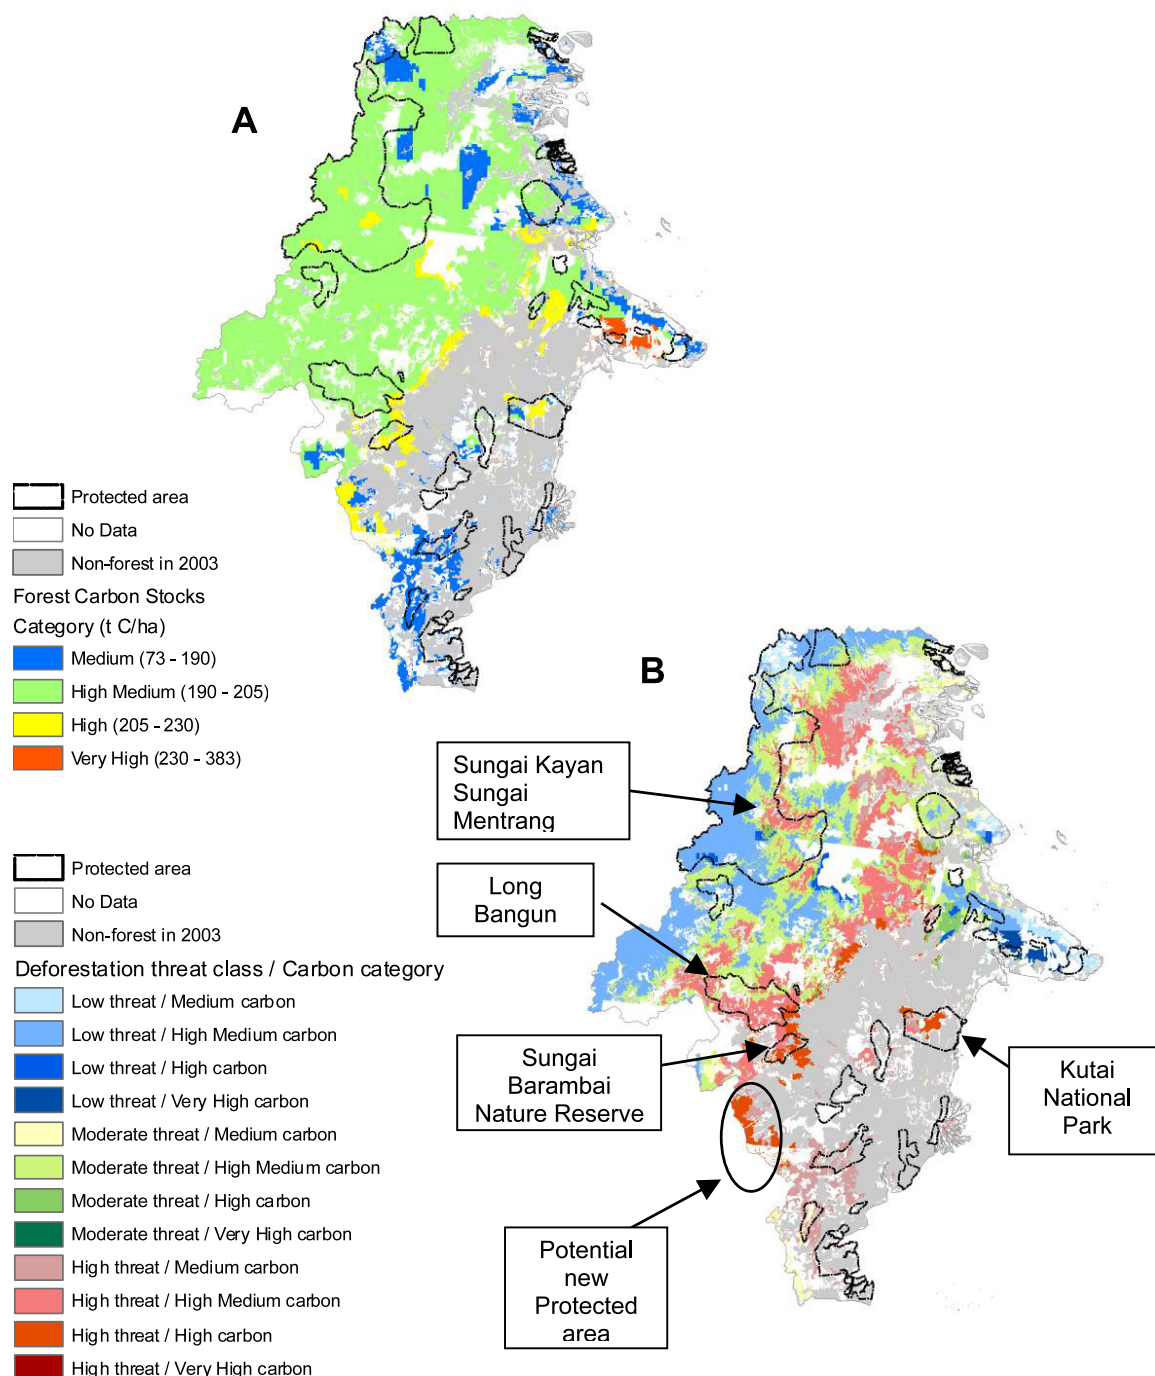 A
Protected area
No Data
Non-forest in 2003
Forest Carbon Stocks
Category (t C/ha)
Medium (73 - 190)
High Medium (190 - 205)
High (205 - 230)
Very High (230 - 383)
B
Sungai Kayan
Sungai
Mentrang
Long
Bangun
Sungai
Barambai
Nature Reserve
Kutai
National
Park
Potential
new
Protected
area
Protected area
No Data
Non-forest in 2003
Deforestation threat class / Carbon category
Low threat / Medium carbon
Low threat / High Medium carbon
Low threat / High carbon
Low threat / Very High carbon
Moderate threat / Medium carbon
Moderate threat / High Medium carbon
Moderate threat / High carbon
Moderate threat / Very High carbon
High threat / Medium carbon
High threat / High Medium carbon
High threat / High carbon
High threat / Very High carbon